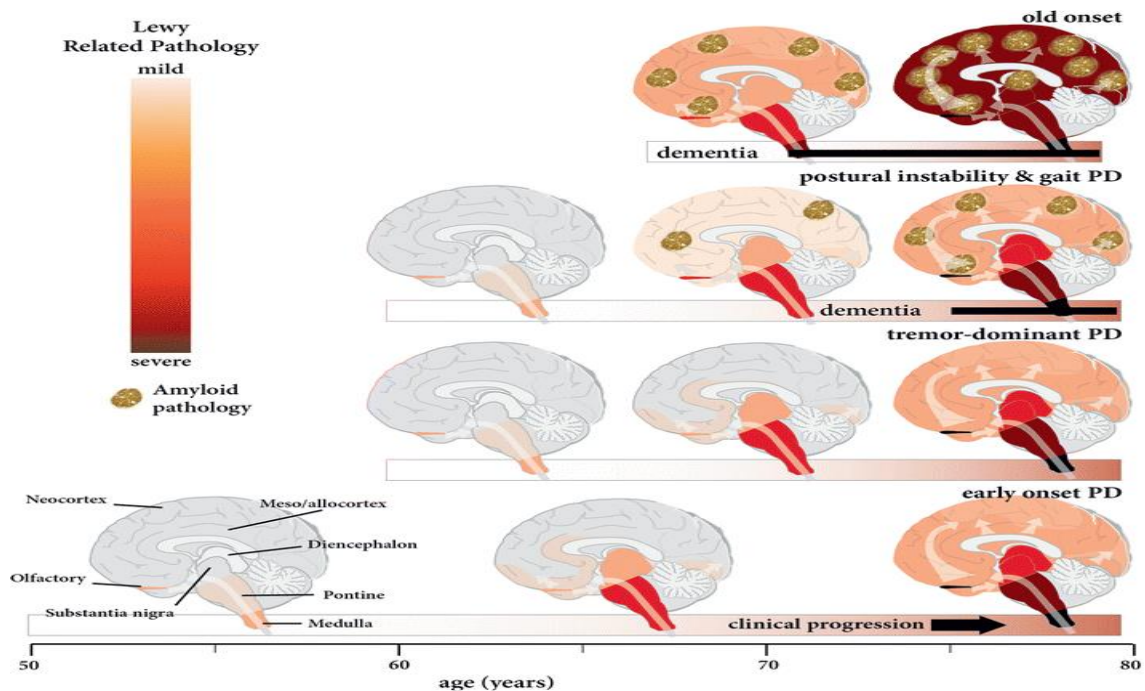 Lewy
Related Pathology
mild
severe
Amyloid
pathology
old onset
dementia
postural instability & gait PD
dementia
tremor-dominant PD
early onset PD
Neocortex
Meso/allocortex
Diencephalon
Olfactory
Substantia nigra
Pontine
Medulla
clinical progression
50
60
70
80
age (years)